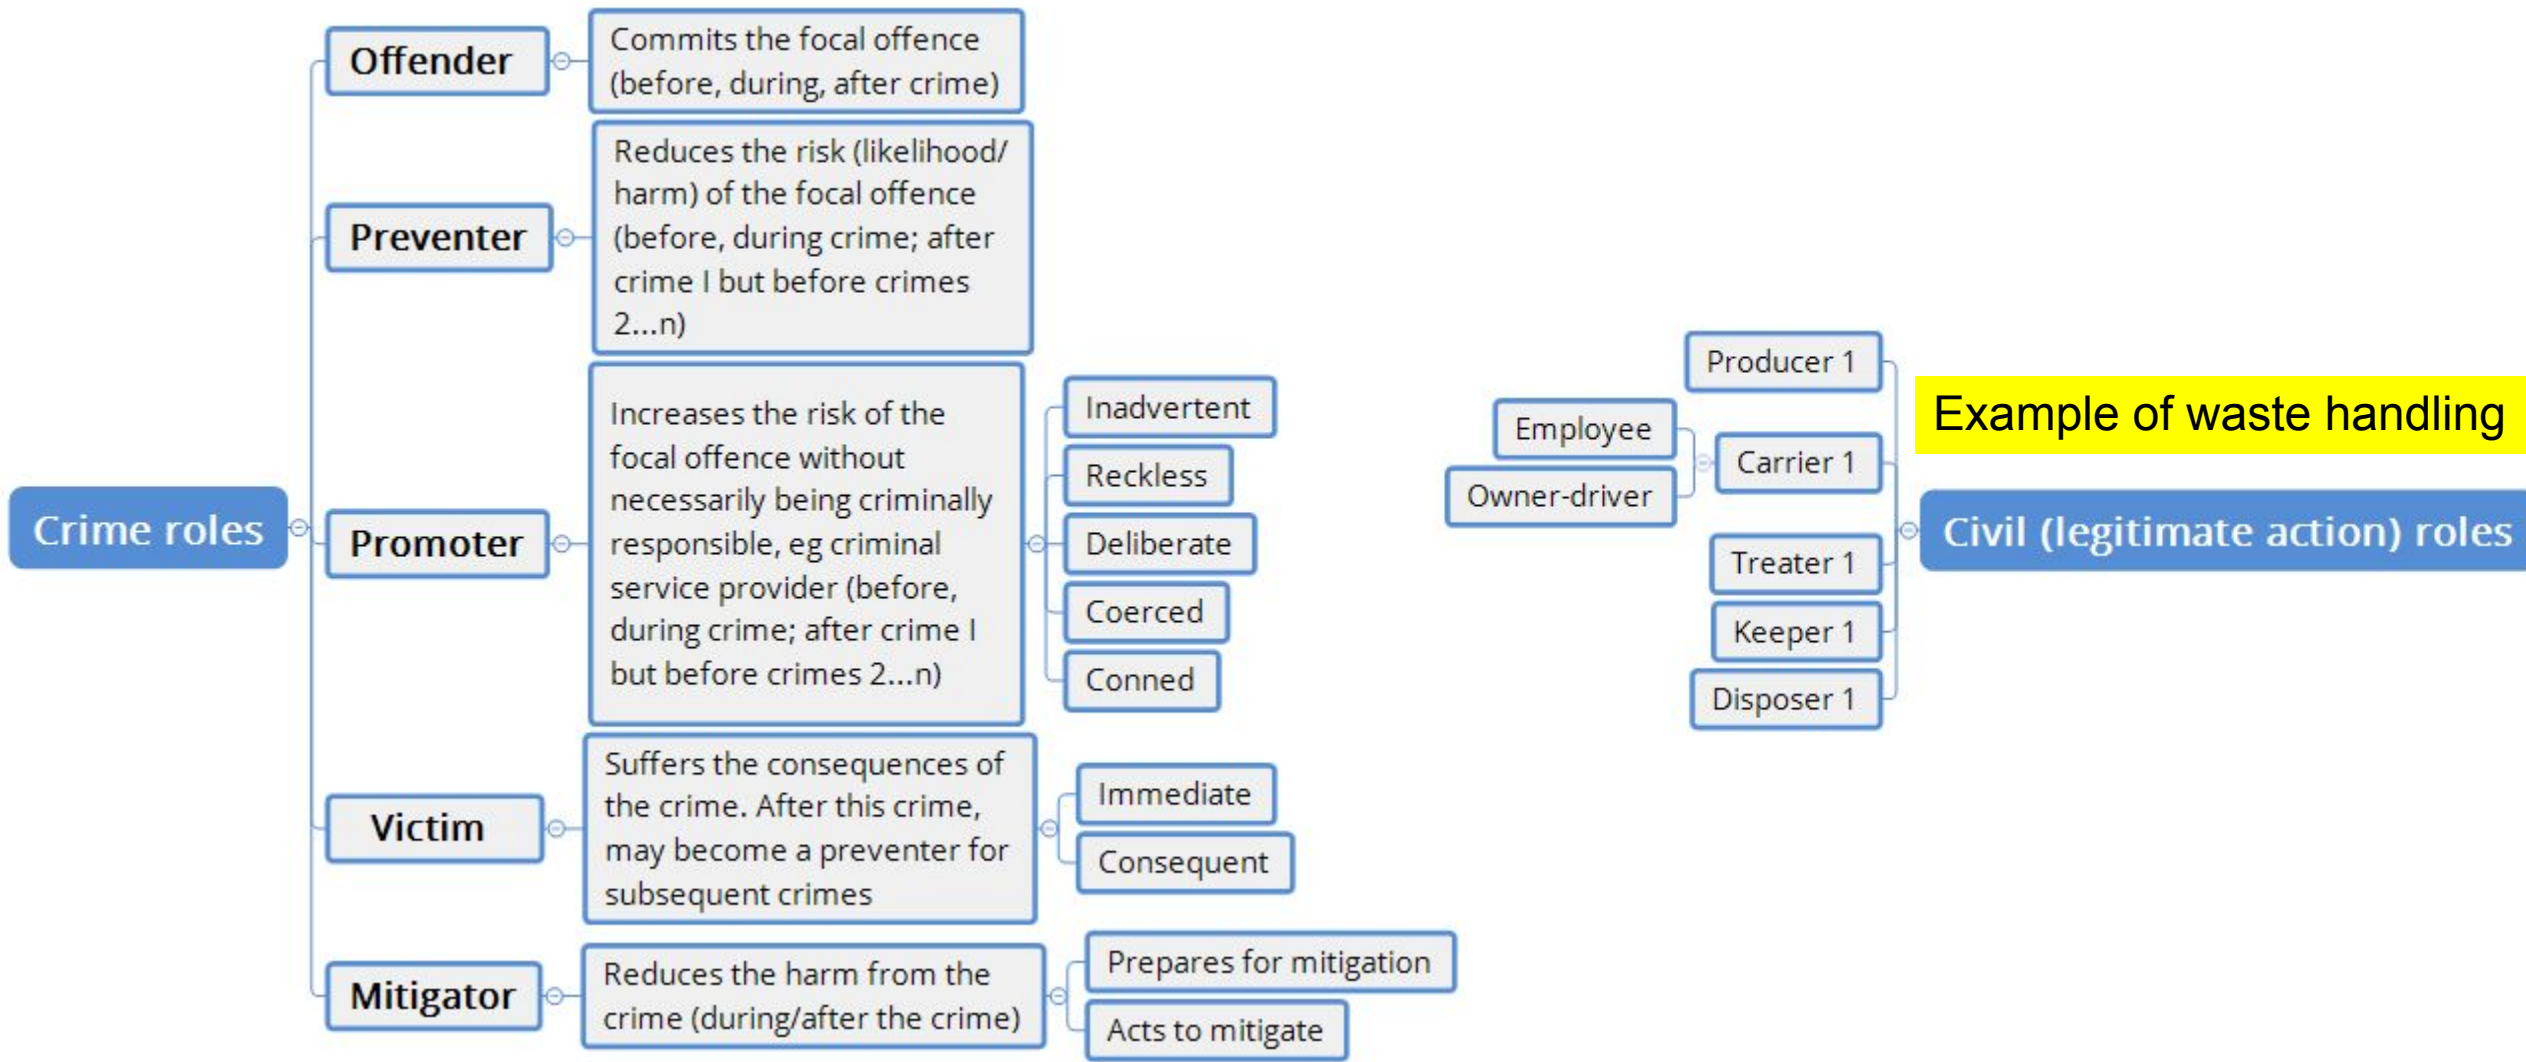 Crime roles
Offender
Commits the focal offence
(before, during, after crime)
Preventer
Reduces the risk (likelihood/
harm) of the focal offence
(before, during crime; after
crime I but before crimes
2...n)
Promoter
Increases the risk of the
focal offence without
necessarily being criminally
responsible, eg criminal
service provider (before,
during crime; after crime I
but before crimes 2...n)
Inadvertent
Reckless
Deliberate
Coerced
Conned
Victim
Suffers the consequences of
the crime. After this crime,
may become a preventer for
subsequent crimes
Immediate
Consequent
Mitigator
Reduces the harm from the
crime (during/after the crime)
Prepares for mitigation
Acts to mitigate
Example of waste handling
Civil (legitimate action) roles
Producer 1
Carrier 1
Employee
Owner-driver
Treater 1
Keeper 1
Disposer 1